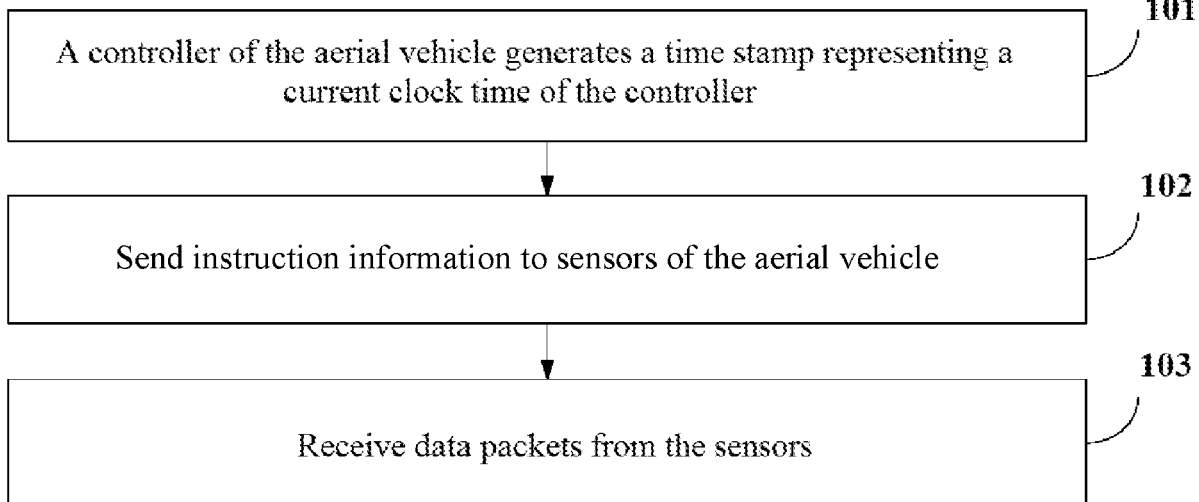 101
A controller of the aerial vehicle generates a time stamp representing a
current clock time of the controller
102
Send instruction information to sensors of the aerial vehicle
103
Receive data packets from the sensors